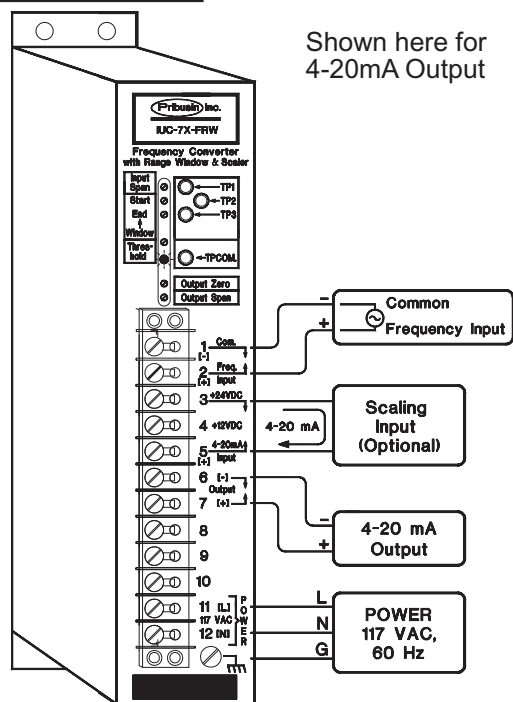 Shown here for
4-20mA Output
Pribusin Inc.
IUC-7X-FRW
Frequency Converter
with Range Window & Scaler
Input
Span
Start
End
Window
Thres-
hold
TP1
TP2
TP3
TPCOM.
Output Zero
Output Span
1 Com.
[-]
2 Freq.
[+] Input
3 +24VDC
4 +12VDC
5 4-20mA
[+] Input
6 [-]
Output
7 [+]
8
9
10
11 [L]
117 VAC
12 [N]
POWER
- Common
+ Frequency Input
4-20 mA
Scaling
Input
(Optional)
-
+
4-20 mA
Output
L
N
G
POWER
117 VAC,
60 Hz